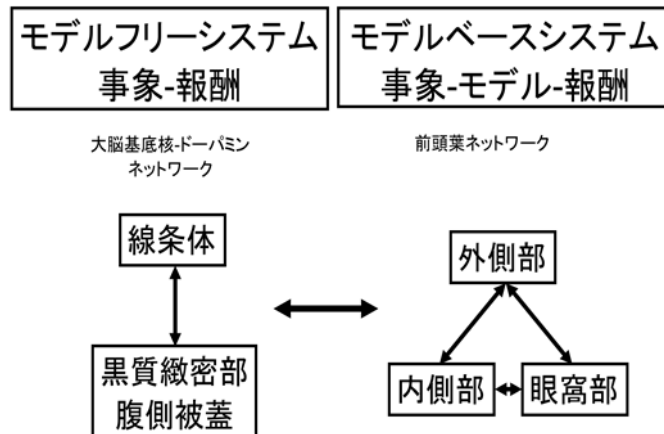 モデルフリーシステム
事象-報酬
モデルベースシステム
事象-モデル-報酬
大脳基底核-ドーパミン
ネットワーク
前頭葉ネットワーク
線条体
外側部
黒質緻密部
腹側被蓋
内側部
眼窩部